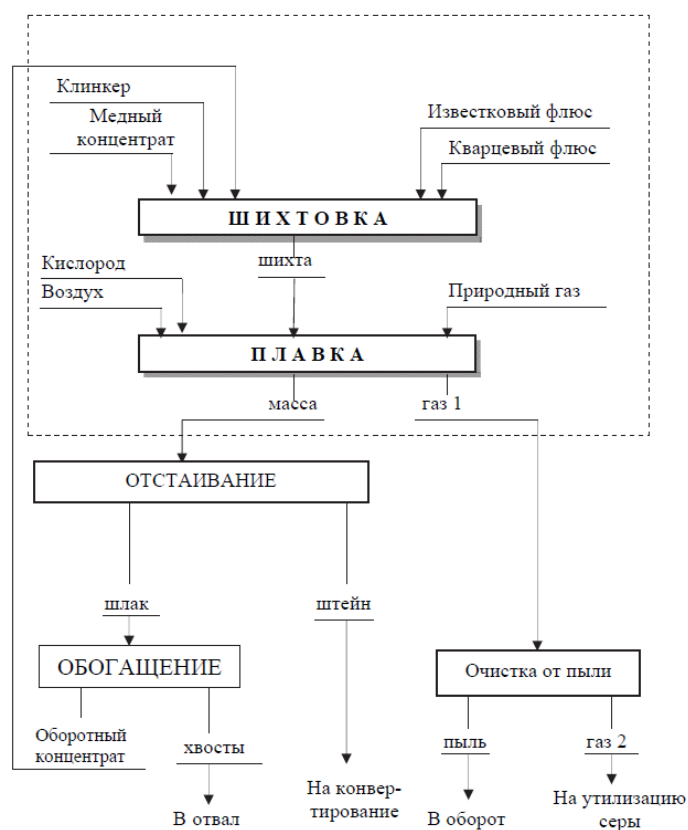 Клинкер
Медный
концентрат
Известковый флюс
Кварцевый флюс
ШИХТОВКА
Кислород
шихта
Воздух
Природный газ
ПЛАВКА
масса
газ 1
ОТСТАИВАНИЕ
шлак
штейн
ОБОГАЩЕНИЕ
Очистка от пыли
Оборотный
концентрат
хвосты
пыль
газ 2
На конвер-
тирование
В отвал
В оборот
На утилизацию
серы